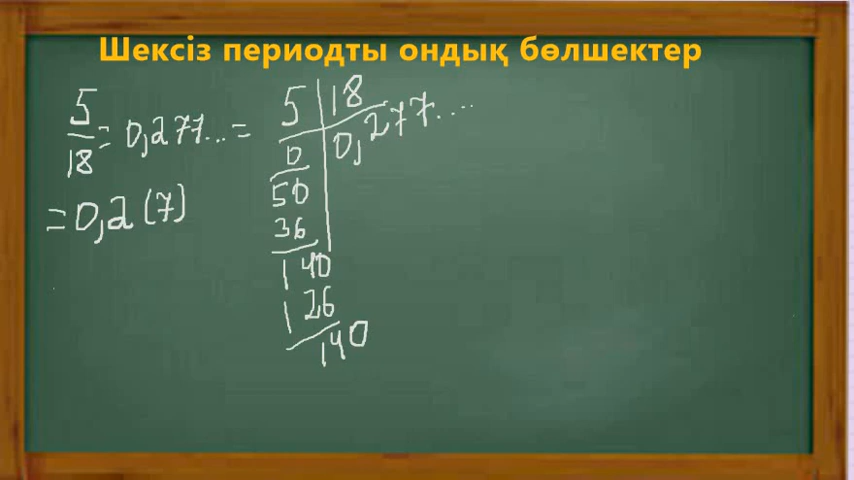 Шексіз периодты ондық бөлшектер
5/18 = 0,277... =
= 0,2(7)
5 | 18
0 | 0,277....
50
36
140
126
140